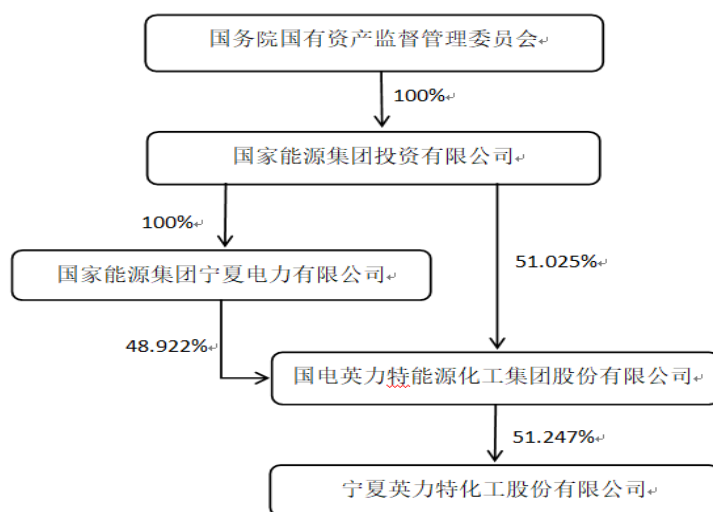 国务院国有资产监督管理委员会
100%
国家能源集团投资有限公司
100%
51.025%
国家能源集团宁夏电力有限公司
48.922%
国电英力特能源化工集团股份有限公司
51.247%
宁夏英力特化工股份有限公司